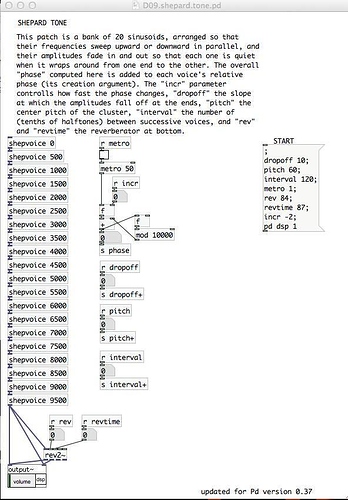 D09.shepard.tone.pd
SHEPARD TONE
This patch is a bank of 20 sinusoids, arranged so that
their frequencies sweep upward or downward in parallel, and
their amplitudes fade in and out so that each one is quiet
when it wraps around from one end to the other. The overall
"phase" computed here is added to each voice's relative
phase (its creation argument). The "incr" parameter
controlls how fast the phase changes, "dropoff" the slope
at which the amplitudes fall off at the ends, "pitch" the
center pitch of the cluster, "interval" the number of
(tenths of halftones) between successive voices, and "rev"
and "revtime" the reverberator at bottom.
shepvoice 0
shepvoice 500
shepvoice 1000
shepvoice 1500
shepvoice 2000
shepvoice 2500
shepvoice 3000
shepvoice 3500
shepvoice 4000
shepvoice 4500
shepvoice 5000
shepvoice 5500
shepvoice 6000
shepvoice 6500
shepvoice 7000
shepvoice 7500
shepvoice 8000
shepvoice 8500
shepvoice 9000
shepvoice 9500
r metro
metro 50
r incr
0
f
+
mod 10000
0
s phase
r dropoff
0
s dropoff+
r pitch
0
s pitch+
r interval
0
s interval+
START
;
dropoff 10;
pitch 60;
interval 120;
metro 1;
rev 84;
revtime 87;
incr -2;
pd dsp 1
r rev
r revtime
0
0
rev2~
output~
volume
dsp
updated for Pd version 0.37